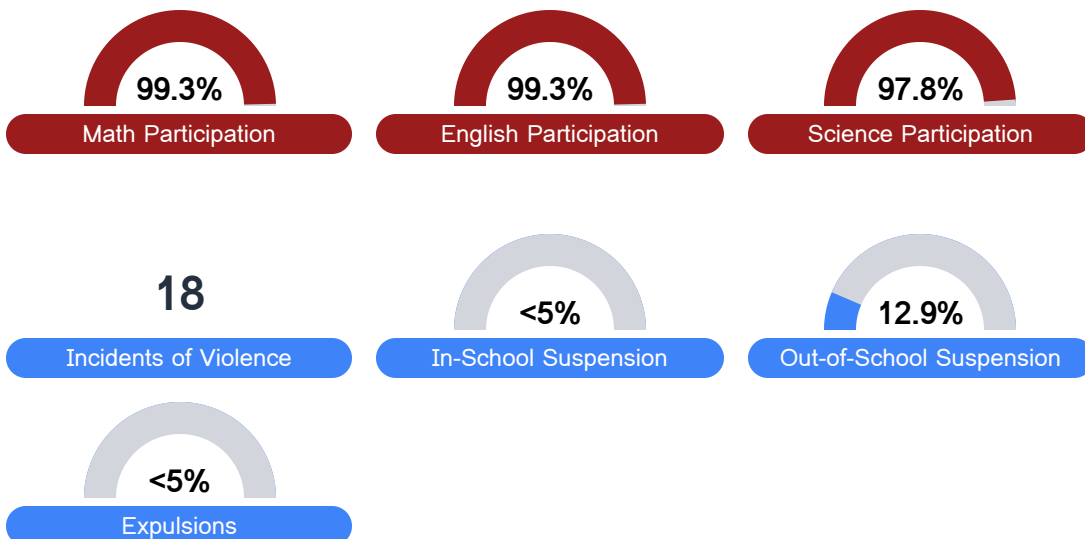 99.3%
Math Participation
99.3%
English Participation
97.8%
Science Participation
18
Incidents of Violence
<5%
In-School Suspension
12.9%
Out-of-School Suspension
<5%
Expulsions